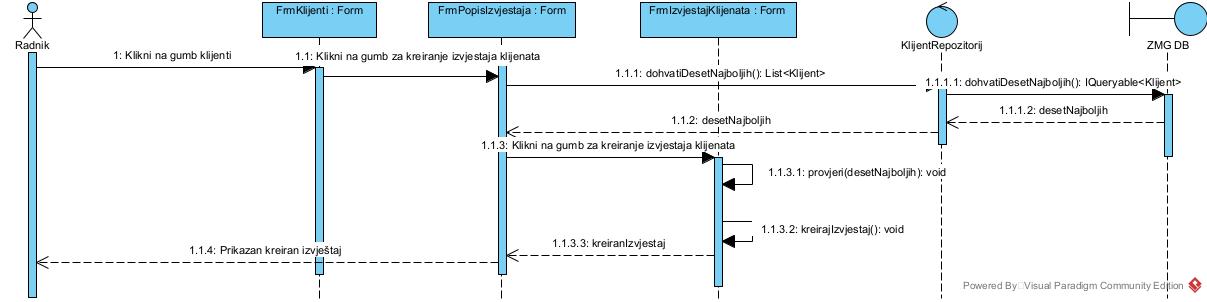 FrmKlijenti : Form
FrmPopisIzvjestaja : Form
FrmIzvjestajKlijenata : Form
Radnik
KlijentRepozitorij
ZMG DB
1: Klikni na gumb klijenti
1.1: Klikni na gumb za kreiranje izvjestaja klijenata
1.1.1: dohvatiDesetNajboljih(): List<Klijent>
1.1.1.1: dohvatiDesetNajboljih(): IQueryable<Klijent>
1.1.1.2: desetNajboljih
1.1.2: desetNajboljih
1.1.3: Klikni na gumb za kreiranje izvjestaja klijenata
1.1.3.1: provjeri(desetNajboljih): void
1.1.3.2: kreirajIzvjestaj(): void
1.1.3.3: kreiranIzvjestaj
1.1.4: Prikazan kreiran izvještaj
Powered By Visual Paradigm Community Edition